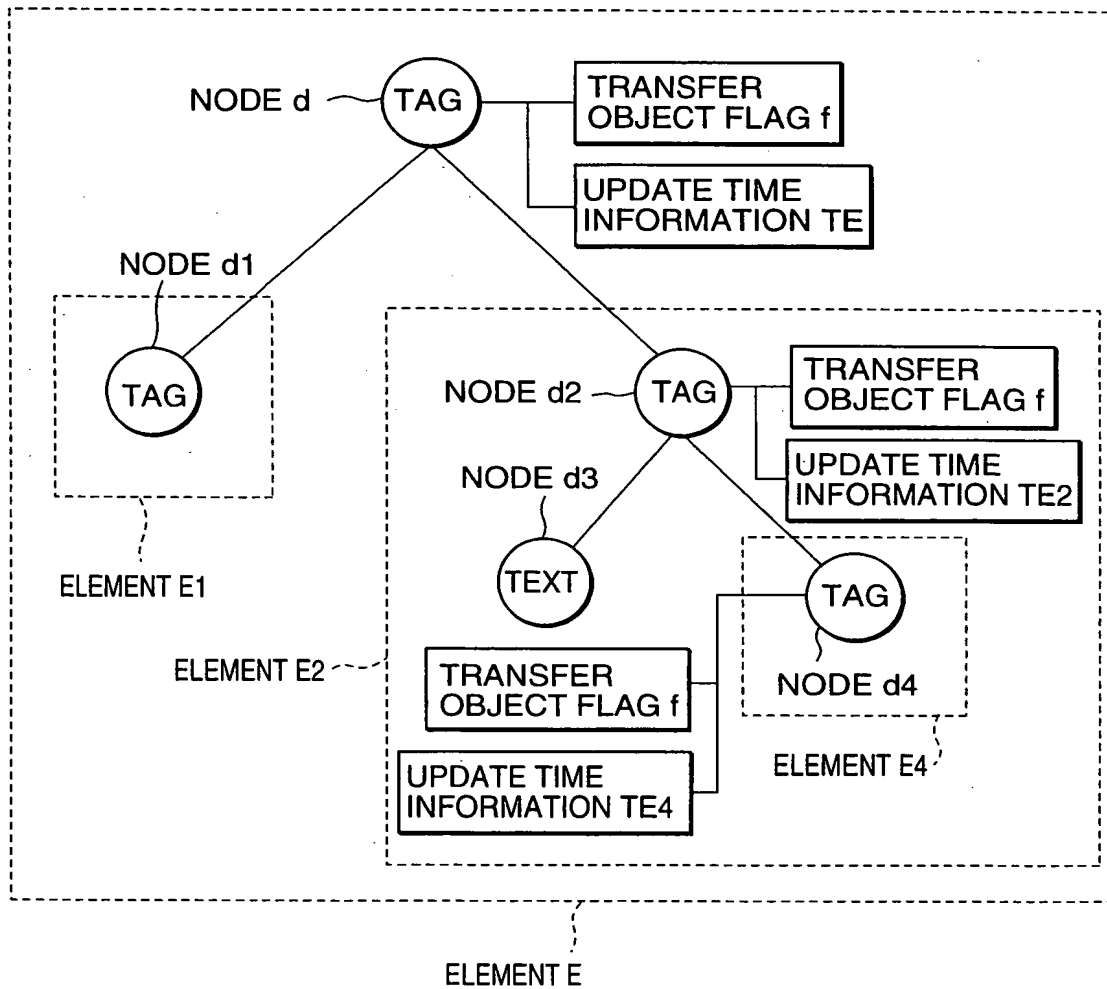 NODE d
TAG
TRANSFER
OBJECT FLAG f
UPDATE TIME
INFORMATION TE
NODE d1
TAG
NODE d2
TAG
TRANSFER
OBJECT FLAG f
UPDATE TIME
INFORMATION TE2
NODE d3
TEXT
TAG
NODE d4
ELEMENT E1
ELEMENT E2
TRANSFER
OBJECT FLAG f
UPDATE TIME
INFORMATION TE4
ELEMENT E4
ELEMENT E